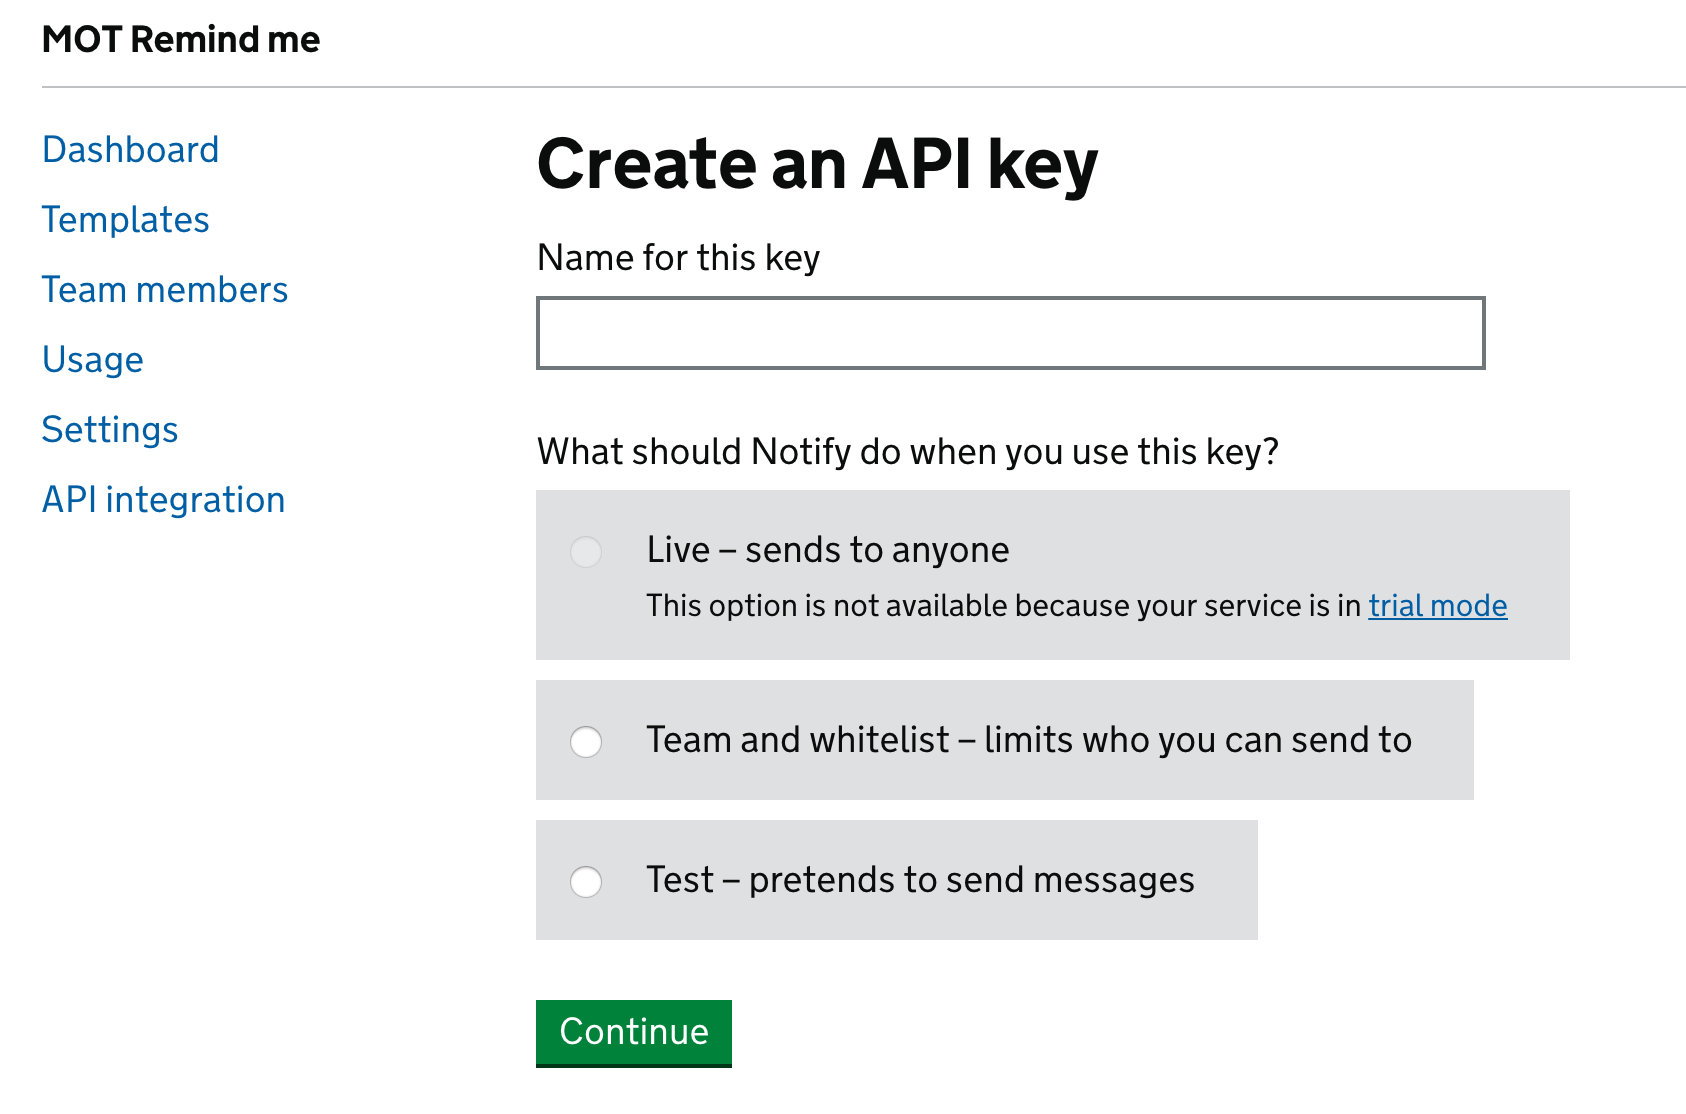 MOT Remind me
Dashboard
Templates
Team members
Usage
Settings
API integration
Create an API key
Name for this key
What should Notify do when you use this key?
Live – sends to anyone
This option is not available because your service is in trial mode
Team and whitelist – limits who you can send to
Test – pretends to send messages
Continue